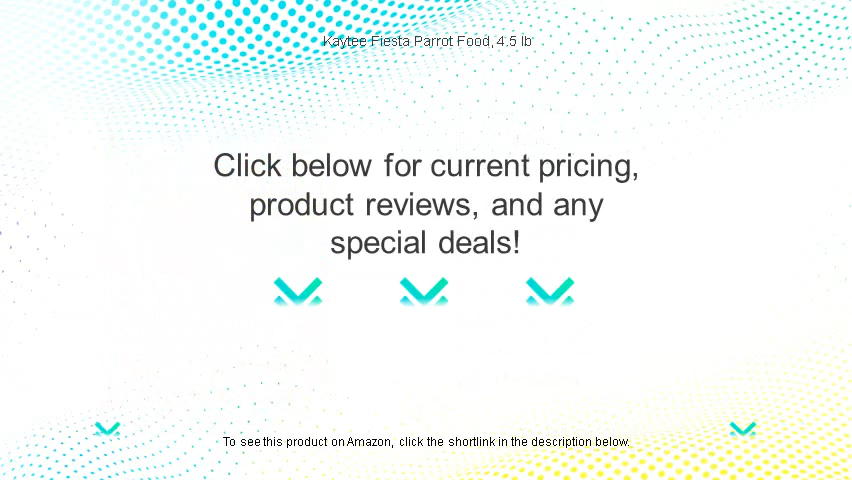 Kaytee Fiesta Parrot Food, 4.5 lb
Click below for current pricing,
product reviews, and any
special deals!
To see this product on Amazon, click the shortlink in the description below.